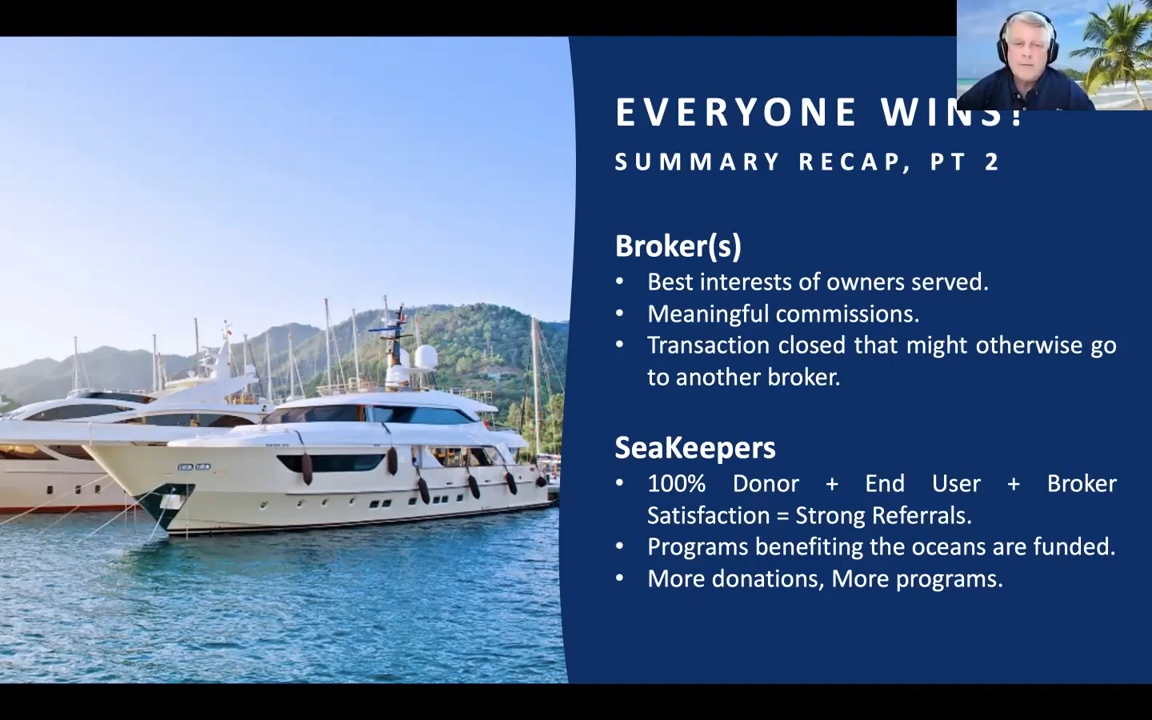 EVERYONE WINS!
SUMMARY RECAP, PT 2
Broker(s)
• Best interests of owners served.
• Meaningful commissions.
• Transaction closed that might otherwise go
to another broker.
SeaKeepers
• 100% Donor + End User + Broker
Satisfaction = Strong Referrals.
• Programs benefiting the oceans are funded.
• More donations, More programs.